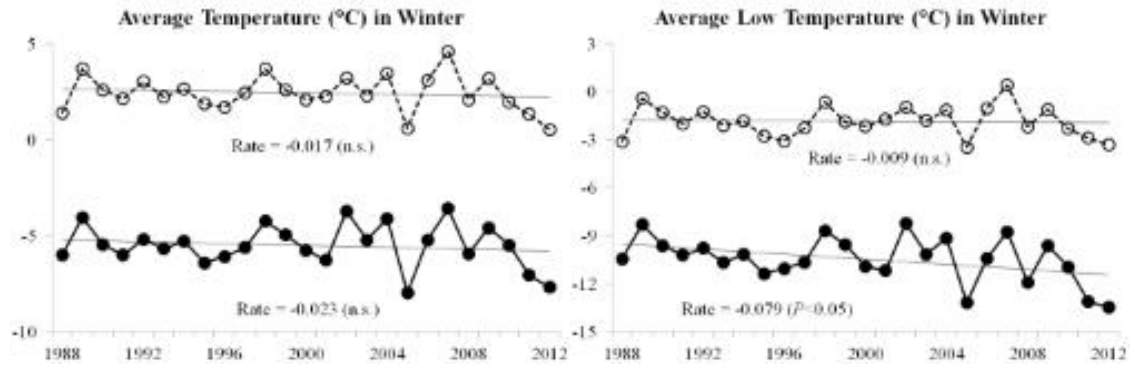 Average Temperature (°C) in Winter
5
0
-5
-10
Rate = -0.017 (n.s.)
Rate = -0.023 (n.s.)
1988 1992 1996 2000 2004 2008 2012
Average Low Temperature (°C) in Winter
3
0
-3
-6
-9
-12
-15
Rate = -0.009 (n.s.)
Rate = -0.079 (P<0.05)
1988 1992 1996 2000 2004 2008 2012